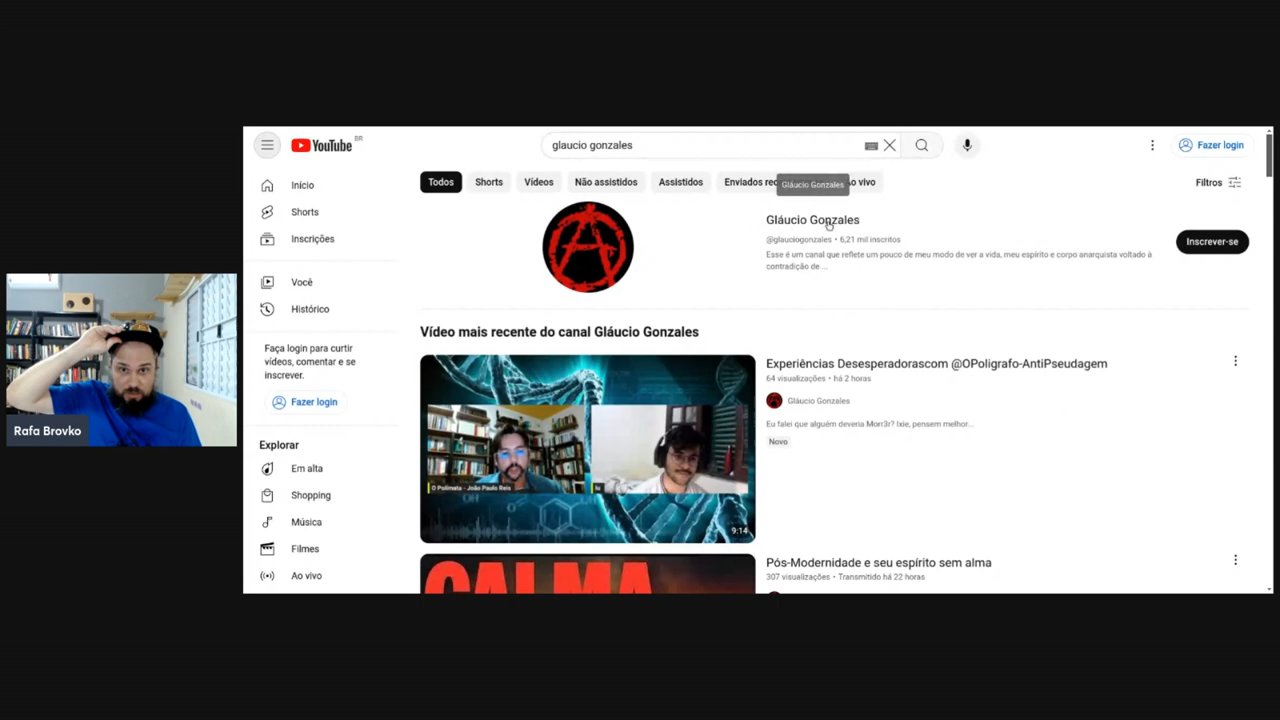 YouTube BR
glaucio gonzales
Fazer login
Início
Shorts
Inscrições
Você
Histórico
Faça login para curtir
vídeos, comentar e se
inscrever.
Fazer login
Explorar
Em alta
Shopping
Música
Filmes
Ao vivo
Todos
Shorts
Vídeos
Não assistidos
Assistidos
Enviados rec
Gláucio Gonzales
o vivo
Filtros
Gláucio Gonzales
@glauciogonzales • 6,21 mil inscritos
Esse é um canal que reflete um pouco de meu modo de ver a vida, meu espírito e corpo anarquista voltado à
contradição de ...
Inscrever-se
Vídeo mais recente do canal Gláucio Gonzales
O Polímata - João Paulo Reis
9:14
Experiências Desesperadorascom @OPoligrafo-AntiPseudagem
64 visualizações • há 2 horas
Gláucio Gonzales
Eu falei que alguém deveria Morr3r? Ixie, pensem melhor...
Novo
CALMA
Pós-Modernidade e seu espírito sem alma
307 visualizações • Transmitido há 22 horas
Rafa Brovko